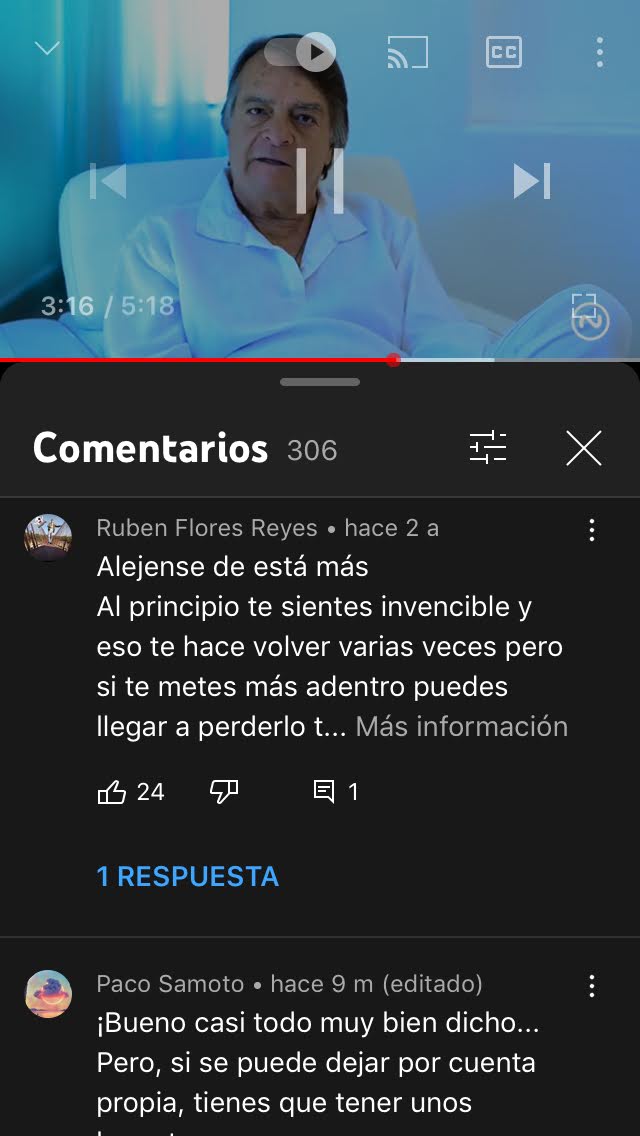 CC
3:16 / 5:18
Comentarios 306
Ruben Flores Reyes • hace 2 a
Alejense de está más
Al principio te sientes invencible y
eso te hace volver varias veces pero
si te metes más adentro puedes
llegar a perderlo t... Más información
24
1
1 RESPUESTA
Paco Samoto • hace 9 m (editado)
¡Bueno casi todo muy bien dicho...
Pero, si se puede dejar por cuenta
propia, tienes que tener unos